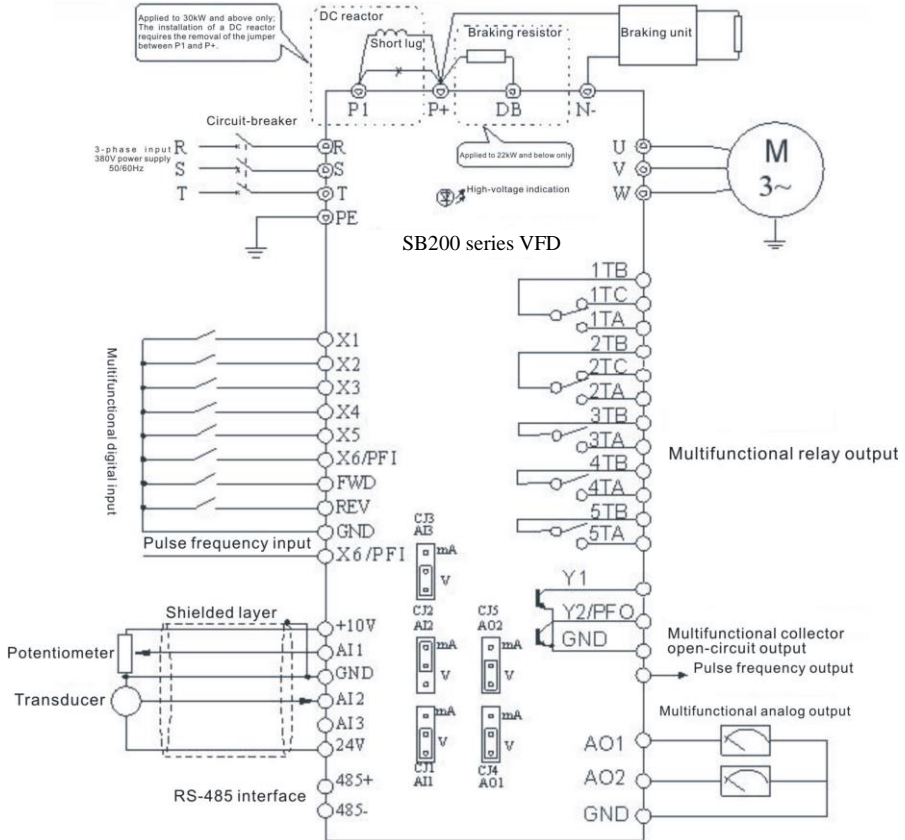 Applied to 30kW and above only;
The installation of a DC reactor
requires the removal of the jumper
between P1 and P+.
DC reactor
Short lug
Braking resistor
Braking unit
P1
P+
DB
N-
Applied to 22kW and below only
Circuit-breaker
3-phase input
380V power supply
50/60Hz
R
S
T
R
S
T
PE
High-voltage indication
SB200 series VFD
U
V
W
M
3~
Multifunctional digital input
X1
X2
X3
X4
X5
X6/PFI
FWD
REV
GND
Pulse frequency input
X6/PFI
1TB
1TC
1TA
2TB
2TC
2TA
3TB
3TA
4TB
4TA
5TB
5TA
Multifunctional relay output
CJ3
AI3
mA
V
CJ2
AI2
mA
V
CJ5
AO2
mA
V
mA
V
CJ1
AI1
mA
V
CJ4
AO1
Y1
Y2/PFO
GND
Multifunctional collector
open-circuit output
Pulse frequency output
Shielded layer
Potentiometer
Transducer
+10V
AI1
GND
AI2
AI3
24V
RS-485 interface
485+
485-
Multifunctional analog output
AO1
AO2
GND